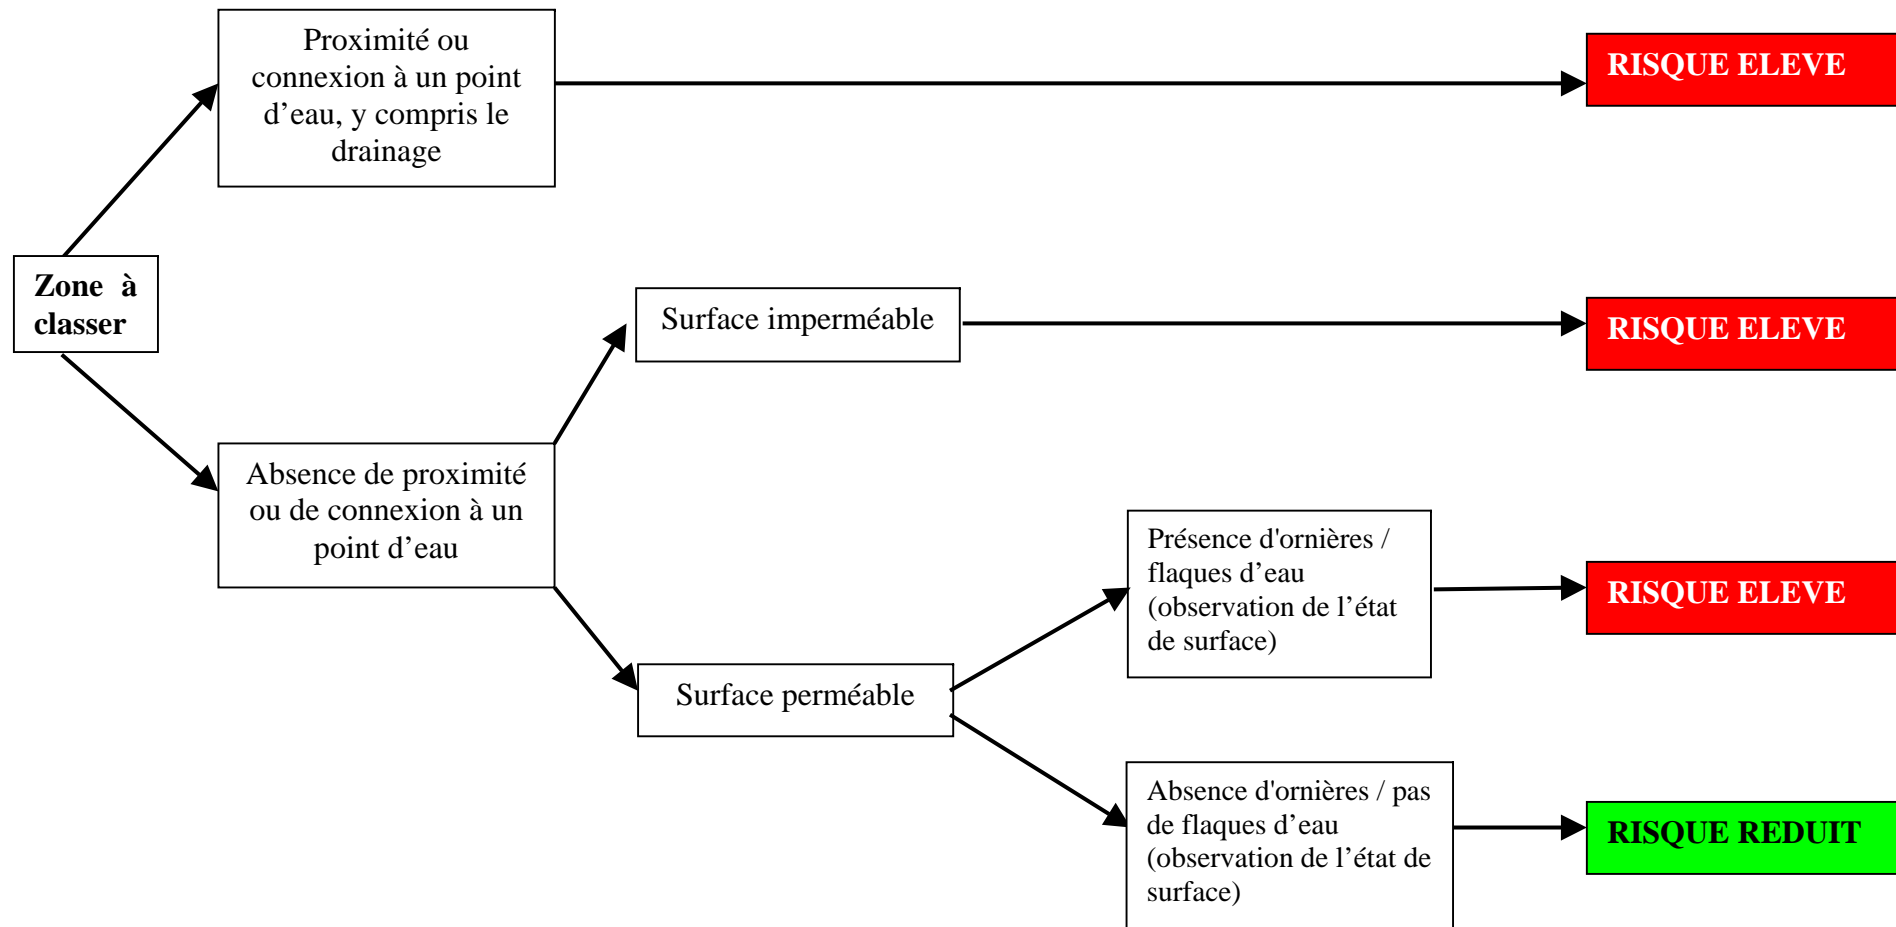 Proximité ou
connexion à un point
d’eau, y compris le
drainage
RISQUE ELEVE
Zone à
classer
Surface imperméable
RISQUE ELEVE
Absence de proximité
ou de connexion à un
point d’eau
Présence d'ornières /
flaques d’eau
(observation de l’état
de surface)
RISQUE ELEVE
Surface perméable
Absence d'ornières / pas
de flaques d’eau
(observation de l’état de
surface)
RISQUE REDUIT